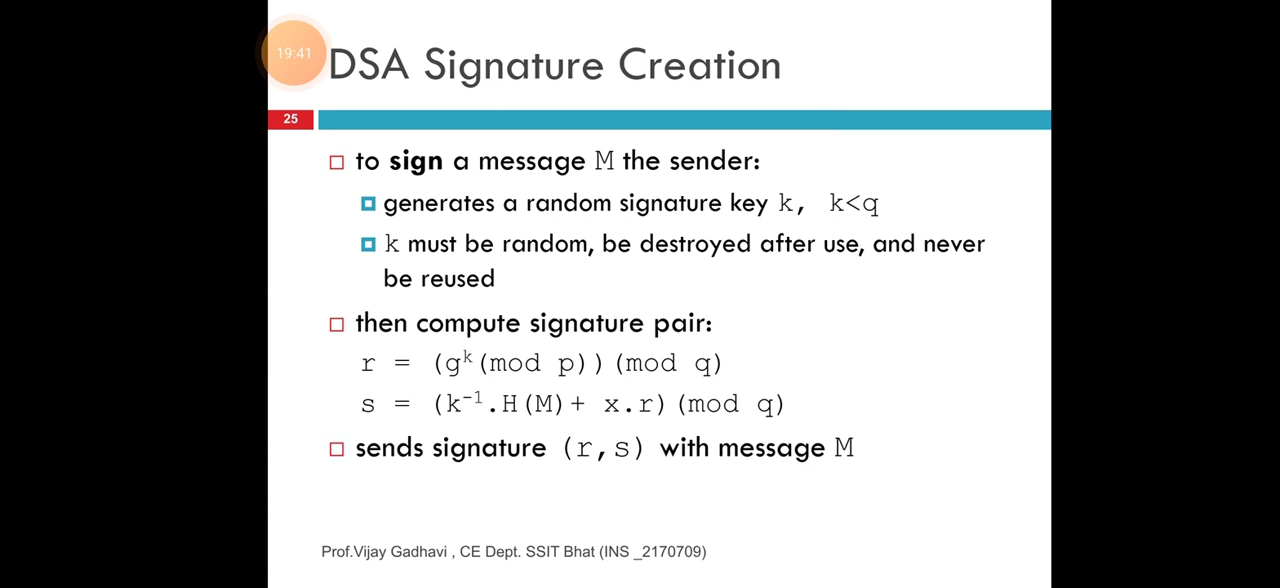 19:41
DSA Signature Creation
25
to sign a message M the sender:
generates a random signature key k, k<q
k must be random, be destroyed after use, and never
be reused
then compute signature pair:
r = (gᵏ(mod p))(mod q)
s = (k⁻¹.H(M)+ x.r)(mod q)
sends signature (r,s) with message M
Prof.Vijay Gadhavi , CE Dept. SSIT Bhat (INS _2170709)